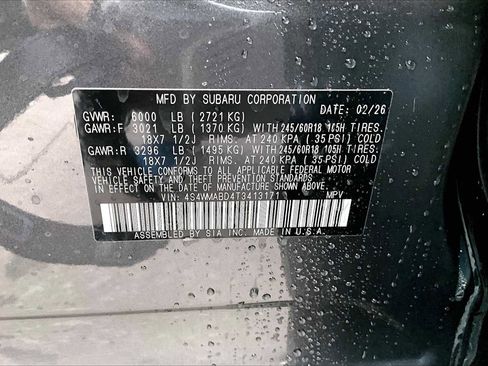 MFD BY SUBARU CORPORATION
DATE 02/26
GVWR: 6000 LB (2721 KG)
GAWR:F 3021 LB (1370 KG) WITH 245/60R18 105H TIRES.
18X7 1/2J RIMS. AT 240 KPA (35 PSI) COLD
GAWR:R 3296 LB (1495 KG) WITH 245/60R18 105H TIRES.
18X7 1/2J RIMS. AT 240 KPA (35 PSI) COLD
THIS VEHICLE CONFORMS TO ALL APPLICABLE FEDERAL MOTOR
VEHICLE SAFETY, BUMPER, AND THEFT PREVENTION STANDARDS
IN EFFECT ON THE DATE OF MANUFACTURE SHOWN ABOVE.
VIN: 4S4WMABD4T3413171 MPV
ASSEMBLED BY SIA INC. MADE IN U.S.A.